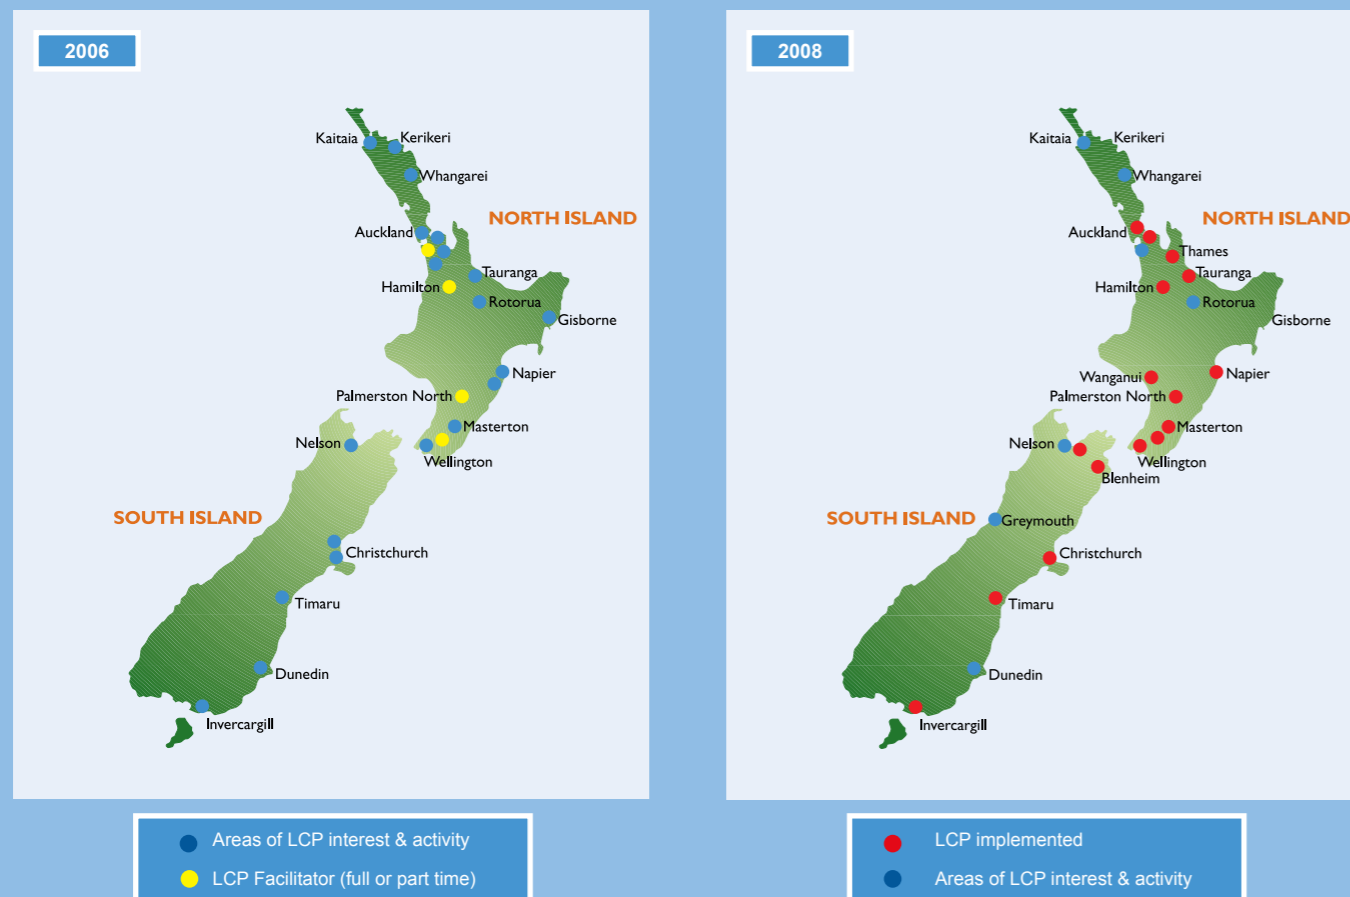 2006
Kaitaia
Kerikeri
Whangarei
NORTH ISLAND
Auckland
Tauranga
Hamilton
Rotorua
Gisborne
Napier
Palmerston North
Masterton
Nelson
Wellington
SOUTH ISLAND
Christchurch
Timaru
Dunedin
Invercargill
Areas of LCP interest & activity
LCP Facilitator (full or part time)
2008
Kaitaia
Kerikeri
Whangarei
NORTH ISLAND
Auckland
Thames
Tauranga
Hamilton
Rotorua
Gisborne
Wanganui
Napier
Palmerston North
Masterton
Nelson
Wellington
Blenheim
SOUTH ISLAND
Greymouth
Christchurch
Timaru
Dunedin
Invercargill
LCP implemented
Areas of LCP interest & activity